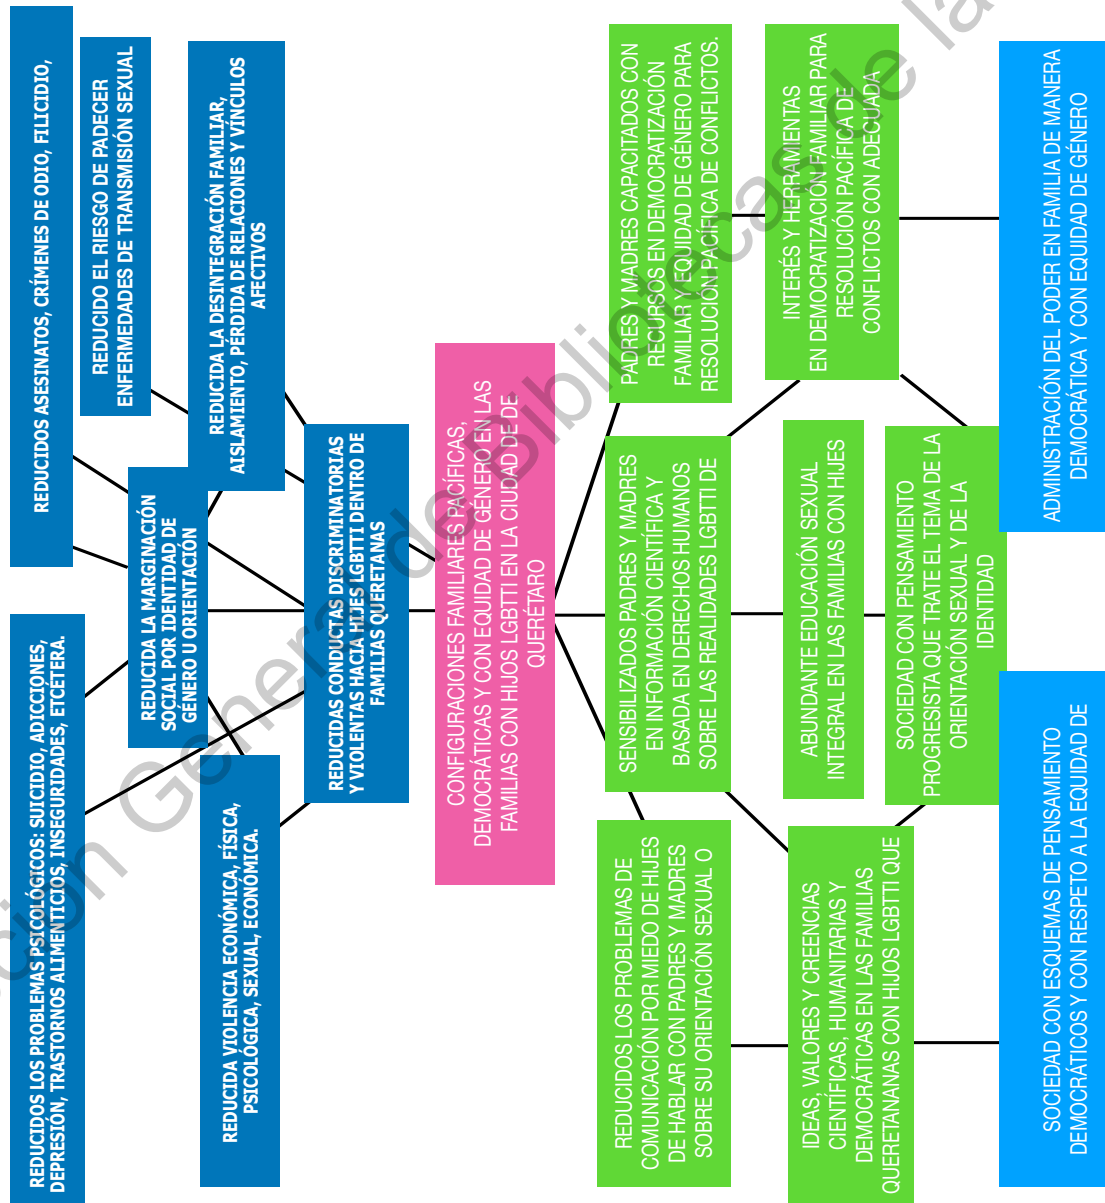 REDUCIDOS LOS PROBLEMAS PSICOLÓGICOS: SUICIDIO, ADICCIONES,
DEPRESIÓN, TRASTORNOS ALIMENTICIOS, INSEGURIDADES, ETCÉTERA.
REDUCIDOS ASESINATOS, CRÍMENES DE ODIO, FILICIDIO,
REDUCIDO EL RIESGO DE PADECER
ENFERMEDADES DE TRANSMISIÓN SEXUAL
REDUCIDA LA MARGINACIÓN
SOCIAL POR IDENTIDAD DE
GÉNERO U ORIENTACION
REDUCIDA VIOLENCIA ECONÓMICA, FÍSICA,
PSICOLÓGICA, SEXUAL, ECONÓMICA.
REDUCIDA LA DESINTEGRACIÓN FAMILIAR,
AISLAMIENTO, PÉRDIDA DE RELACIONES Y VÍNCULOS
AFECTIVOS
REDUCIDAS CONDUCTAS DISCRIMINATORIAS
Y VIOLENTAS HACIA HIJES LGBTTI DENTRO DE
FAMILIAS QUERETANAS
CONFIGURACIONES FAMILIARES PACÍFICAS,
DEMOCRÁTICAS Y CON EQUIDAD DE GÉNERO EN LAS
FAMILIAS CON HIJOS LGBTTI EN LA CIUDAD DE DE
QUERÉTARO
REDUCIDOS LOS PROBLEMAS DE
COMUNICACIÓN POR MIEDO DE HIJES
DE HABLAR CON PADRES Y MADRES
SOBRE SU ORIENTACIÓN SEXUAL O
SENSIBILIZADOS PADRES Y MADRES
EN INFORMACIÓN CIENTÍFICA Y
BASADA EN DERECHOS HUMANOS
SOBRE LAS REALIDADES LGBTTI DE
PADRES Y MADRES CAPACITADOS CON
RECURSOS EN DEMOCRATIZACIÓN
FAMILIAR Y EQUIDAD DE GÉNERO PARA
RESOLUCIÓN PACÍFICA DE CONFLICTOS.
IDEAS, VALORES Y CREENCIAS
CIENTÍFICAS, HUMANITARIAS Y
DEMOCRÁTICAS EN LAS FAMILIAS
QUERETANANAS CON HIJOS LGBTTI QUE
ABUNDANTE EDUCACIÓN SEXUAL
INTEGRAL EN LAS FAMILIAS CON HIJES
INTERÉS Y HERRAMIENTAS
EN DEMOCRATIZACIÓN FAMILIAR PARA
RESOLUCIÓN PACÍFICA DE
CONFLICTOS CON ADECUADA
SOCIEDAD CON PENSAMIENTO
PROGRESISTA QUE TRATE EL TEMA DE LA
ORIENTACIÓN SEXUAL Y DE LA
IDENTIDAD
SOCIEDAD CON ESQUEMAS DE PENSAMIENTO
DEMOCRÁTICOS Y CON RESPETO A LA EQUIDAD DE
ADMINISTRACIÓN DEL PODER EN FAMILIA DE MANERA
DEMOCRÁTICA Y CON EQUIDAD DE GÉNERO
General de Bibliotecas de la